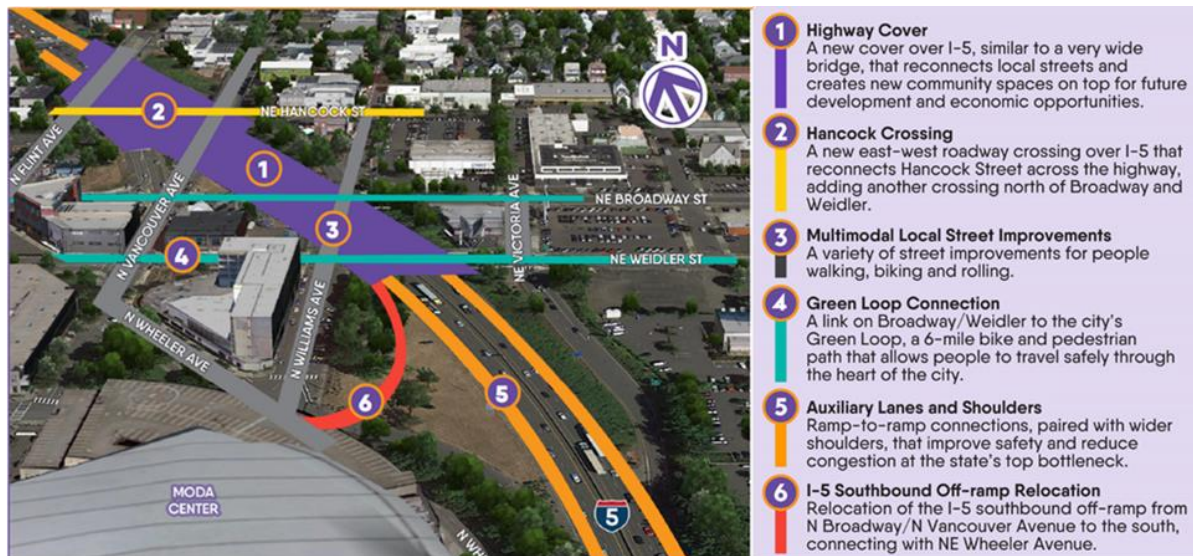 N
2
NE HANCOCK ST
N FLINT AVE
1
N VANCOUVER AVE
NE BROADWAY ST
NE VICTORIA AVE
3
4
NE WEIDLER ST
N WHEELER AVE
N WILLIAMS AVE
6
5
MODA
CENTER
5
1
Highway Cover
A new cover over I-5, similar to a very wide
bridge, that reconnects local streets and
creates new community spaces on top for future
development and economic opportunities.
2
Hancock Crossing
A new east-west roadway crossing over I-5 that
reconnects Hancock Street across the highway,
adding another crossing north of Broadway and
Weidler.
3
Multimodal Local Street Improvements
A variety of street improvements for people
walking, biking and rolling.
4
Green Loop Connection
A link on Broadway/Weidler to the city's
Green Loop, a 6-mile bike and pedestrian
path that allows people to travel safely through
the heart of the city.
5
Auxiliary Lanes and Shoulders
Ramp-to-ramp connections, paired with wider
shoulders, that improve safety and reduce
congestion at the state's top bottleneck.
6
I-5 Southbound Off-ramp Relocation
Relocation of the I-5 southbound off-ramp from
N Broadway/N Vancouver Avenue to the south,
connecting with NE Wheeler Avenue.